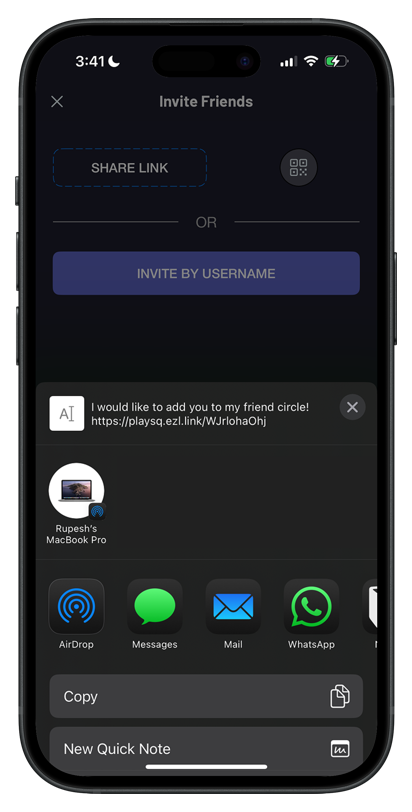 3:41
Invite Friends
SHARE LINK
OR
INVITE BY USERNAME
A
I would like to add you to my friend circle!
https://playsq.ezl.link/WJrlohaOhj
Rupesh's
MacBook Pro
AirDrop
Messages
Mail
WhatsApp
Copy
New Quick Note